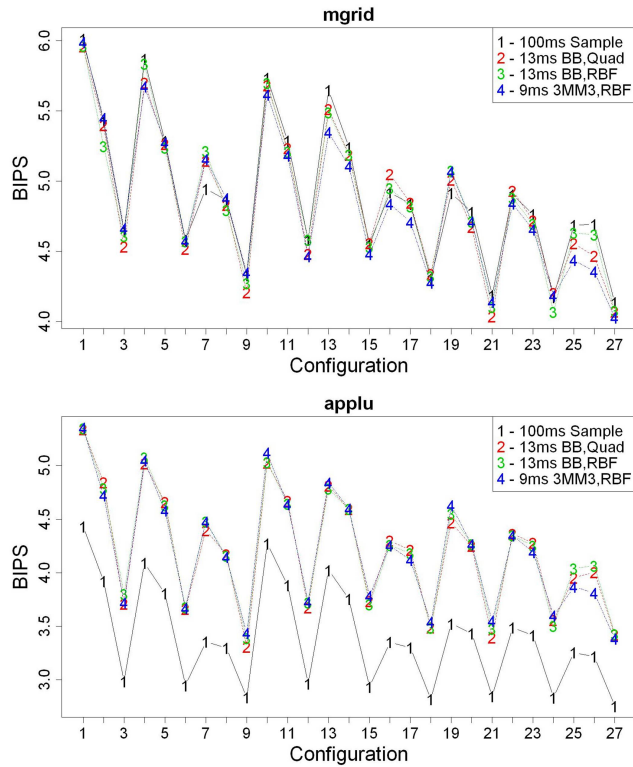 mgrid
1 - 100ms Sample
2 - 13ms BB,Quad
3 - 13ms BB,RBF
4 - 9ms 3MM3,RBF
BIPS
6.0
5.5
5.0
4.5
4.0
1 3 5 7 9 11 13 15 17 19 21 23 25 27
Configuration
applu
1 - 100ms Sample
2 - 13ms BB,Quad
3 - 13ms BB,RBF
4 - 9ms 3MM3,RBF
BIPS
5.0
4.5
4.0
3.5
3.0
1 3 5 7 9 11 13 15 17 19 21 23 25 27
Configuration